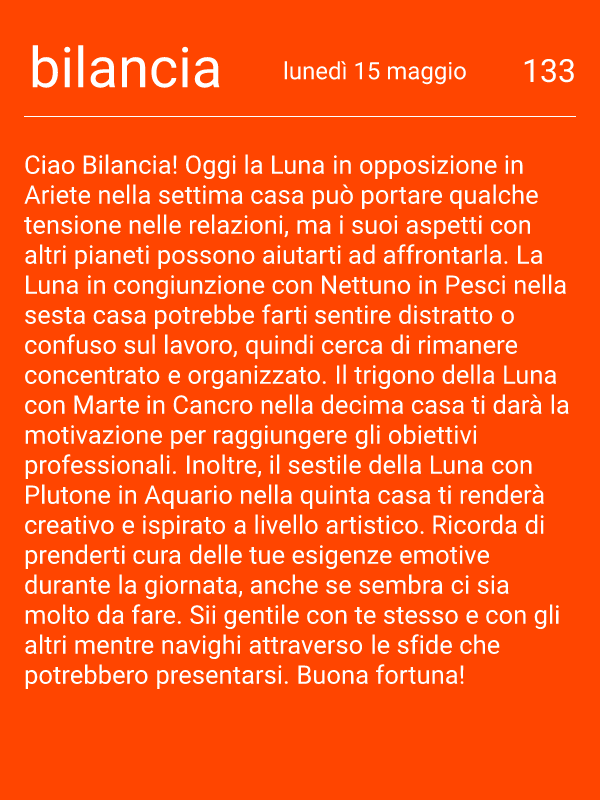 bilancia lunedì 15 maggio 133
Ciao Bilancia! Oggi la Luna in opposizione in
Ariete nella settima casa può portare qualche
tensione nelle relazioni, ma i suoi aspetti con
altri pianeti possono aiutarti ad affrontarla. La
Luna in congiunzione con Nettuno in Pesci nella
sesta casa potrebbe farti sentire distratto o
confuso sul lavoro, quindi cerca di rimanere
concentrato e organizzato. Il trigono della Luna
con Marte in Cancro nella decima casa ti darà la
motivazione per raggiungere gli obiettivi
professionali. Inoltre, il sestile della Luna con
Plutone in Aquario nella quinta casa ti renderà
creativo e ispirato a livello artistico. Ricorda di
prenderti cura delle tue esigenze emotive
durante la giornata, anche se sembra ci sia
molto da fare. Sii gentile con te stesso e con gli
altri mentre navighi attraverso le sfide che
potrebbero presentarsi. Buona fortuna!